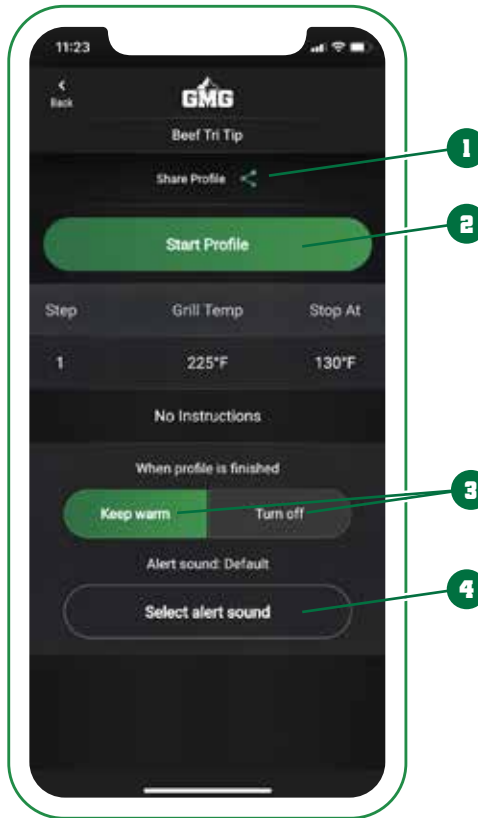 11:23
Back
GMG
Beef Tri Tip
Share Profile
1
Start Profile
2
Step Grill Temp Stop At
1 225°F 130°F
No Instructions
When profile is finished
Keep warm Turn off
3
Alert sound: Default
Select alert sound
4